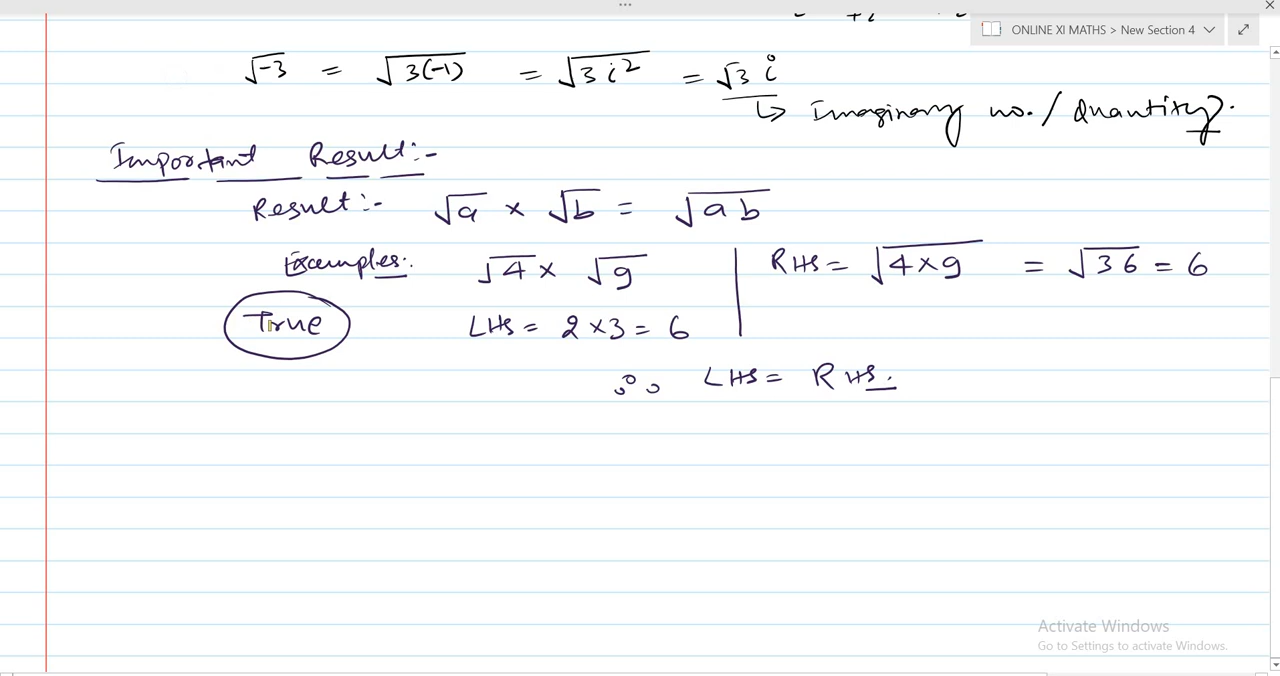 ONLINE XI MATHS > New Section 4
√-3 = √3(-1) = √3 i² = √3 i
↳ Imaginary no. / Quantity.
Important Result:-
Result:- √a × √b = √ab
Examples:. √4 × √9 | RHS = √4×9 = √36 = 6
True LHS = 2 × 3 = 6
∴ LHS = RHS.
Activate Windows
Go to Settings to activate Windows.